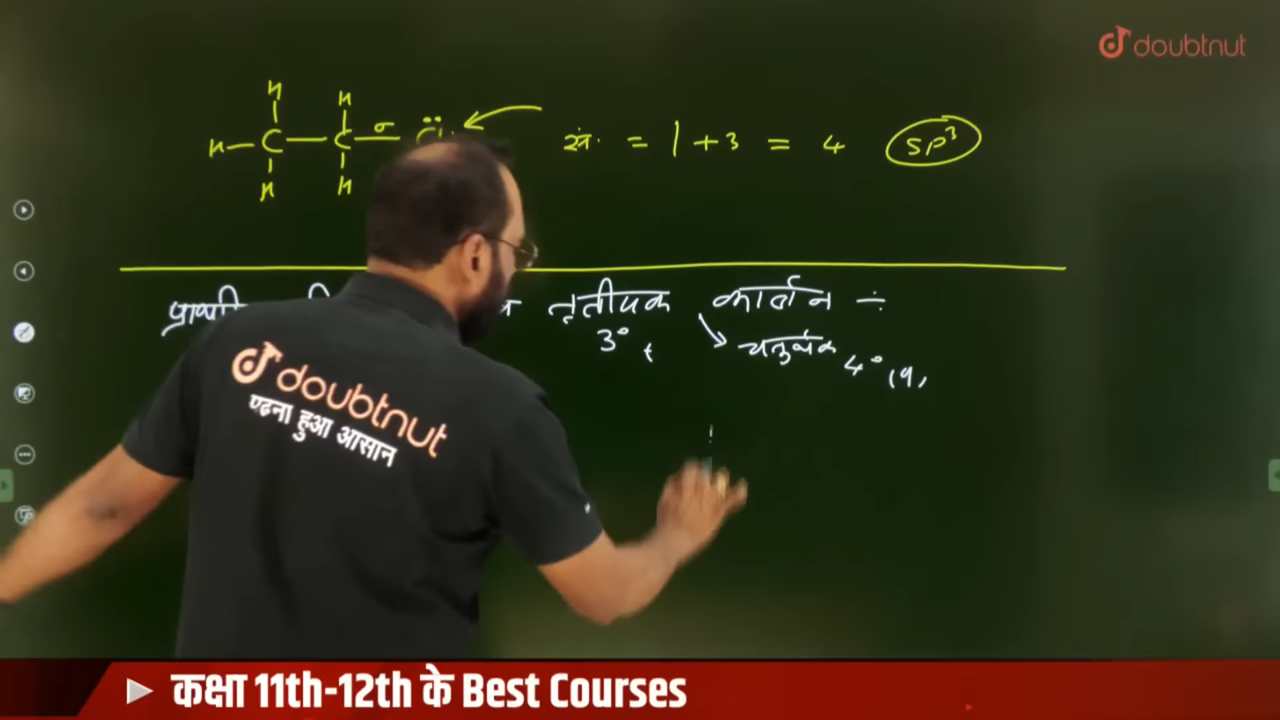 doubtnut
H H
H—C—C—σ—Cl
H H
सं. = 1 + 3 = 4 SP³
तृतीयक कार्बन ÷
3° t चतुर्थक 4° (q)
doubtnut
पढ़ना हुआ आसान
कक्षा 11th-12th के Best Courses